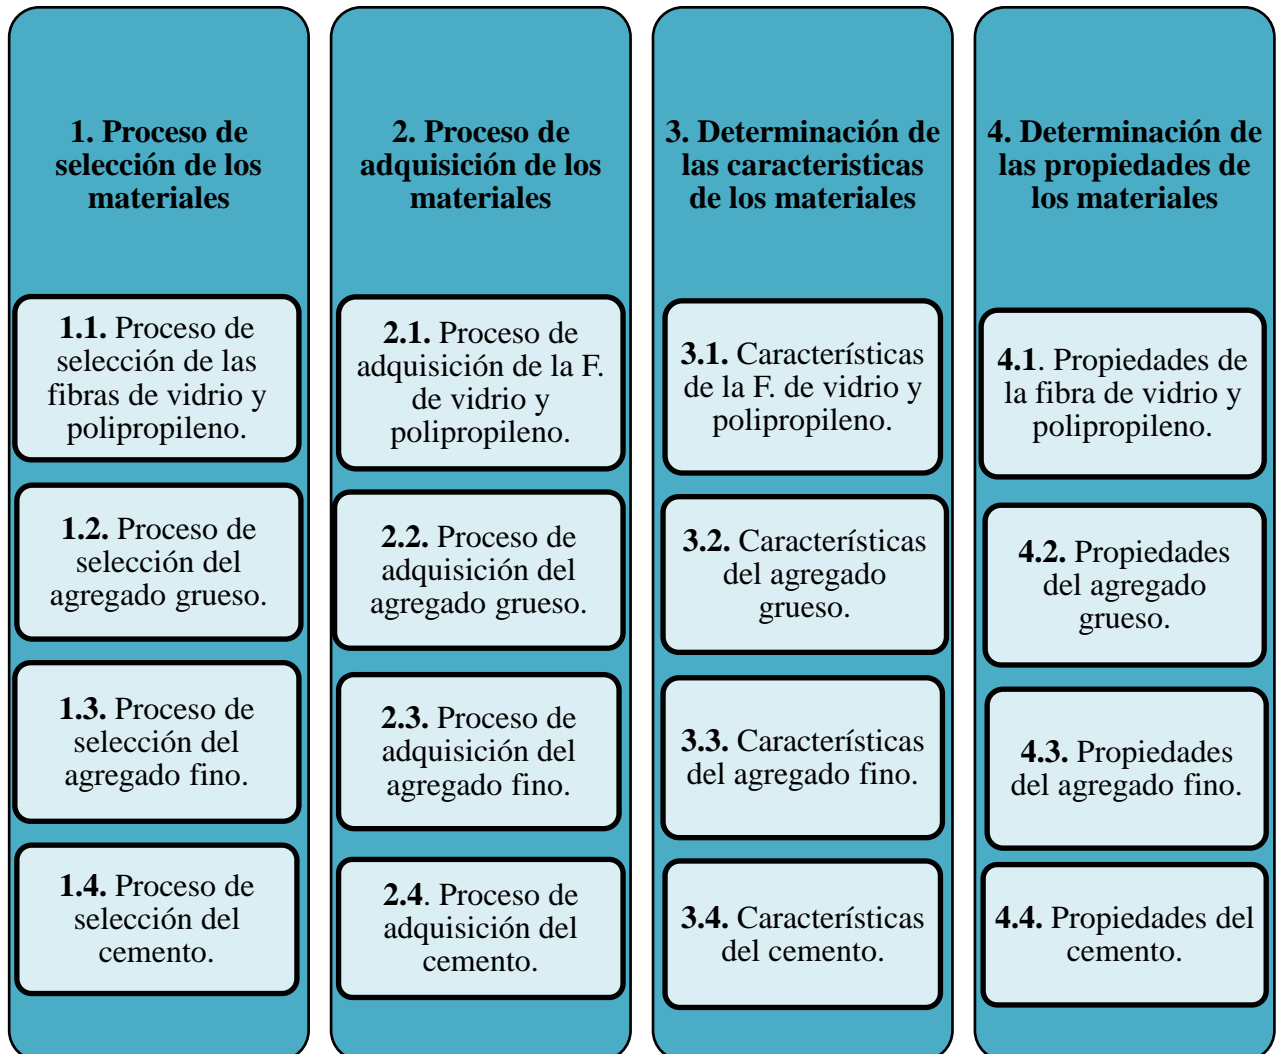 1. Proceso de
selección de los
materiales
1.1. Proceso de
selección de las
fibras de vidrio y
polipropileno.
1.2. Proceso de
selección del
agregado grueso.
1.3. Proceso de
selección del
agregado fino.
1.4. Proceso de
selección del
cemento.
2. Proceso de
adquisición de los
materiales
2.1. Proceso de
adquisición de la F.
de vidrio y
polipropileno.
2.2. Proceso de
adquisición del
agregado grueso.
2.3. Proceso de
adquisición del
agregado fino.
2.4. Proceso de
adquisición del
cemento.
3. Determinación de
las caracteristicas
de los materiales
3.1. Características
de la F. de vidrio y
polipropileno.
3.2. Características
del agregado
grueso.
3.3. Características
del agregado fino.
3.4. Características
del cemento.
4. Determinación de
las propiedades de
los materiales
4.1. Propiedades de
la fibra de vidrio y
polipropileno.
4.2. Propiedades
del agregado
grueso.
4.3. Propiedades
del agregado fino.
4.4. Propiedades del
cemento.